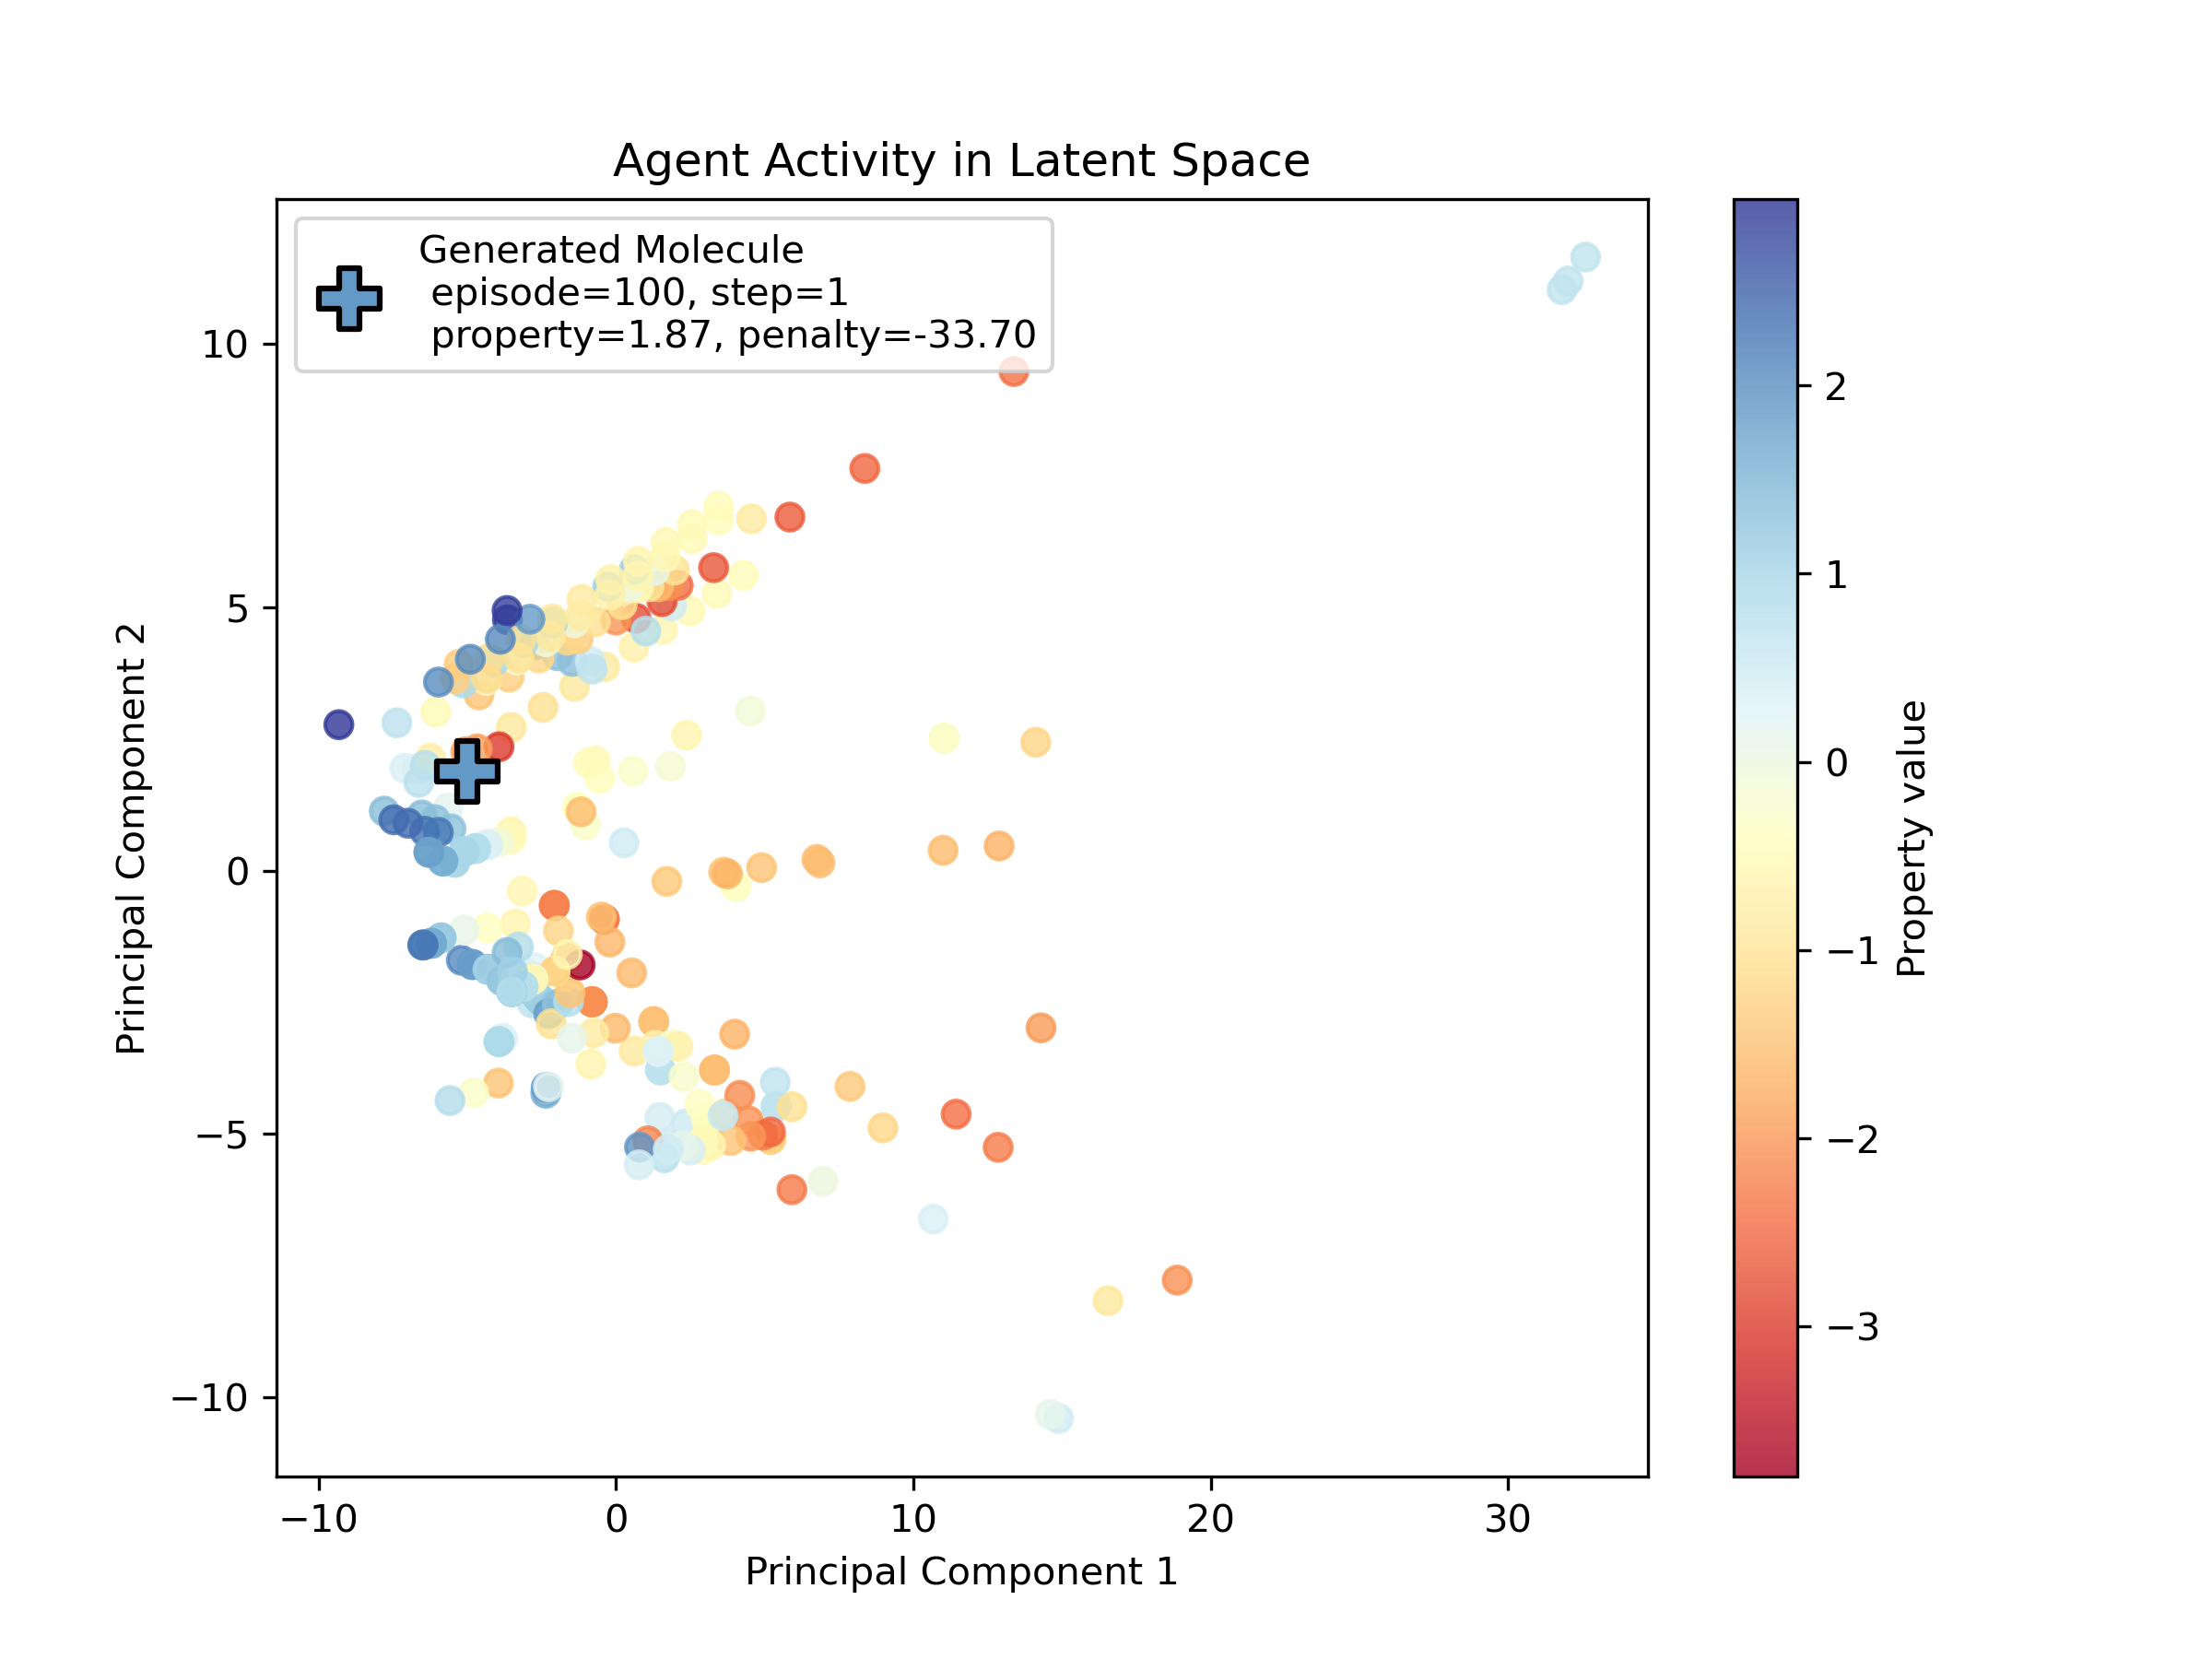 Agent Activity in Latent Space
Generated Molecule
episode=100, step=1
property=1.87, penalty=-33.70
10
5
0
−5
−10
Principal Component 2
−10
0
10
20
30
Principal Component 1
2
1
0
−1
−2
−3
Property value